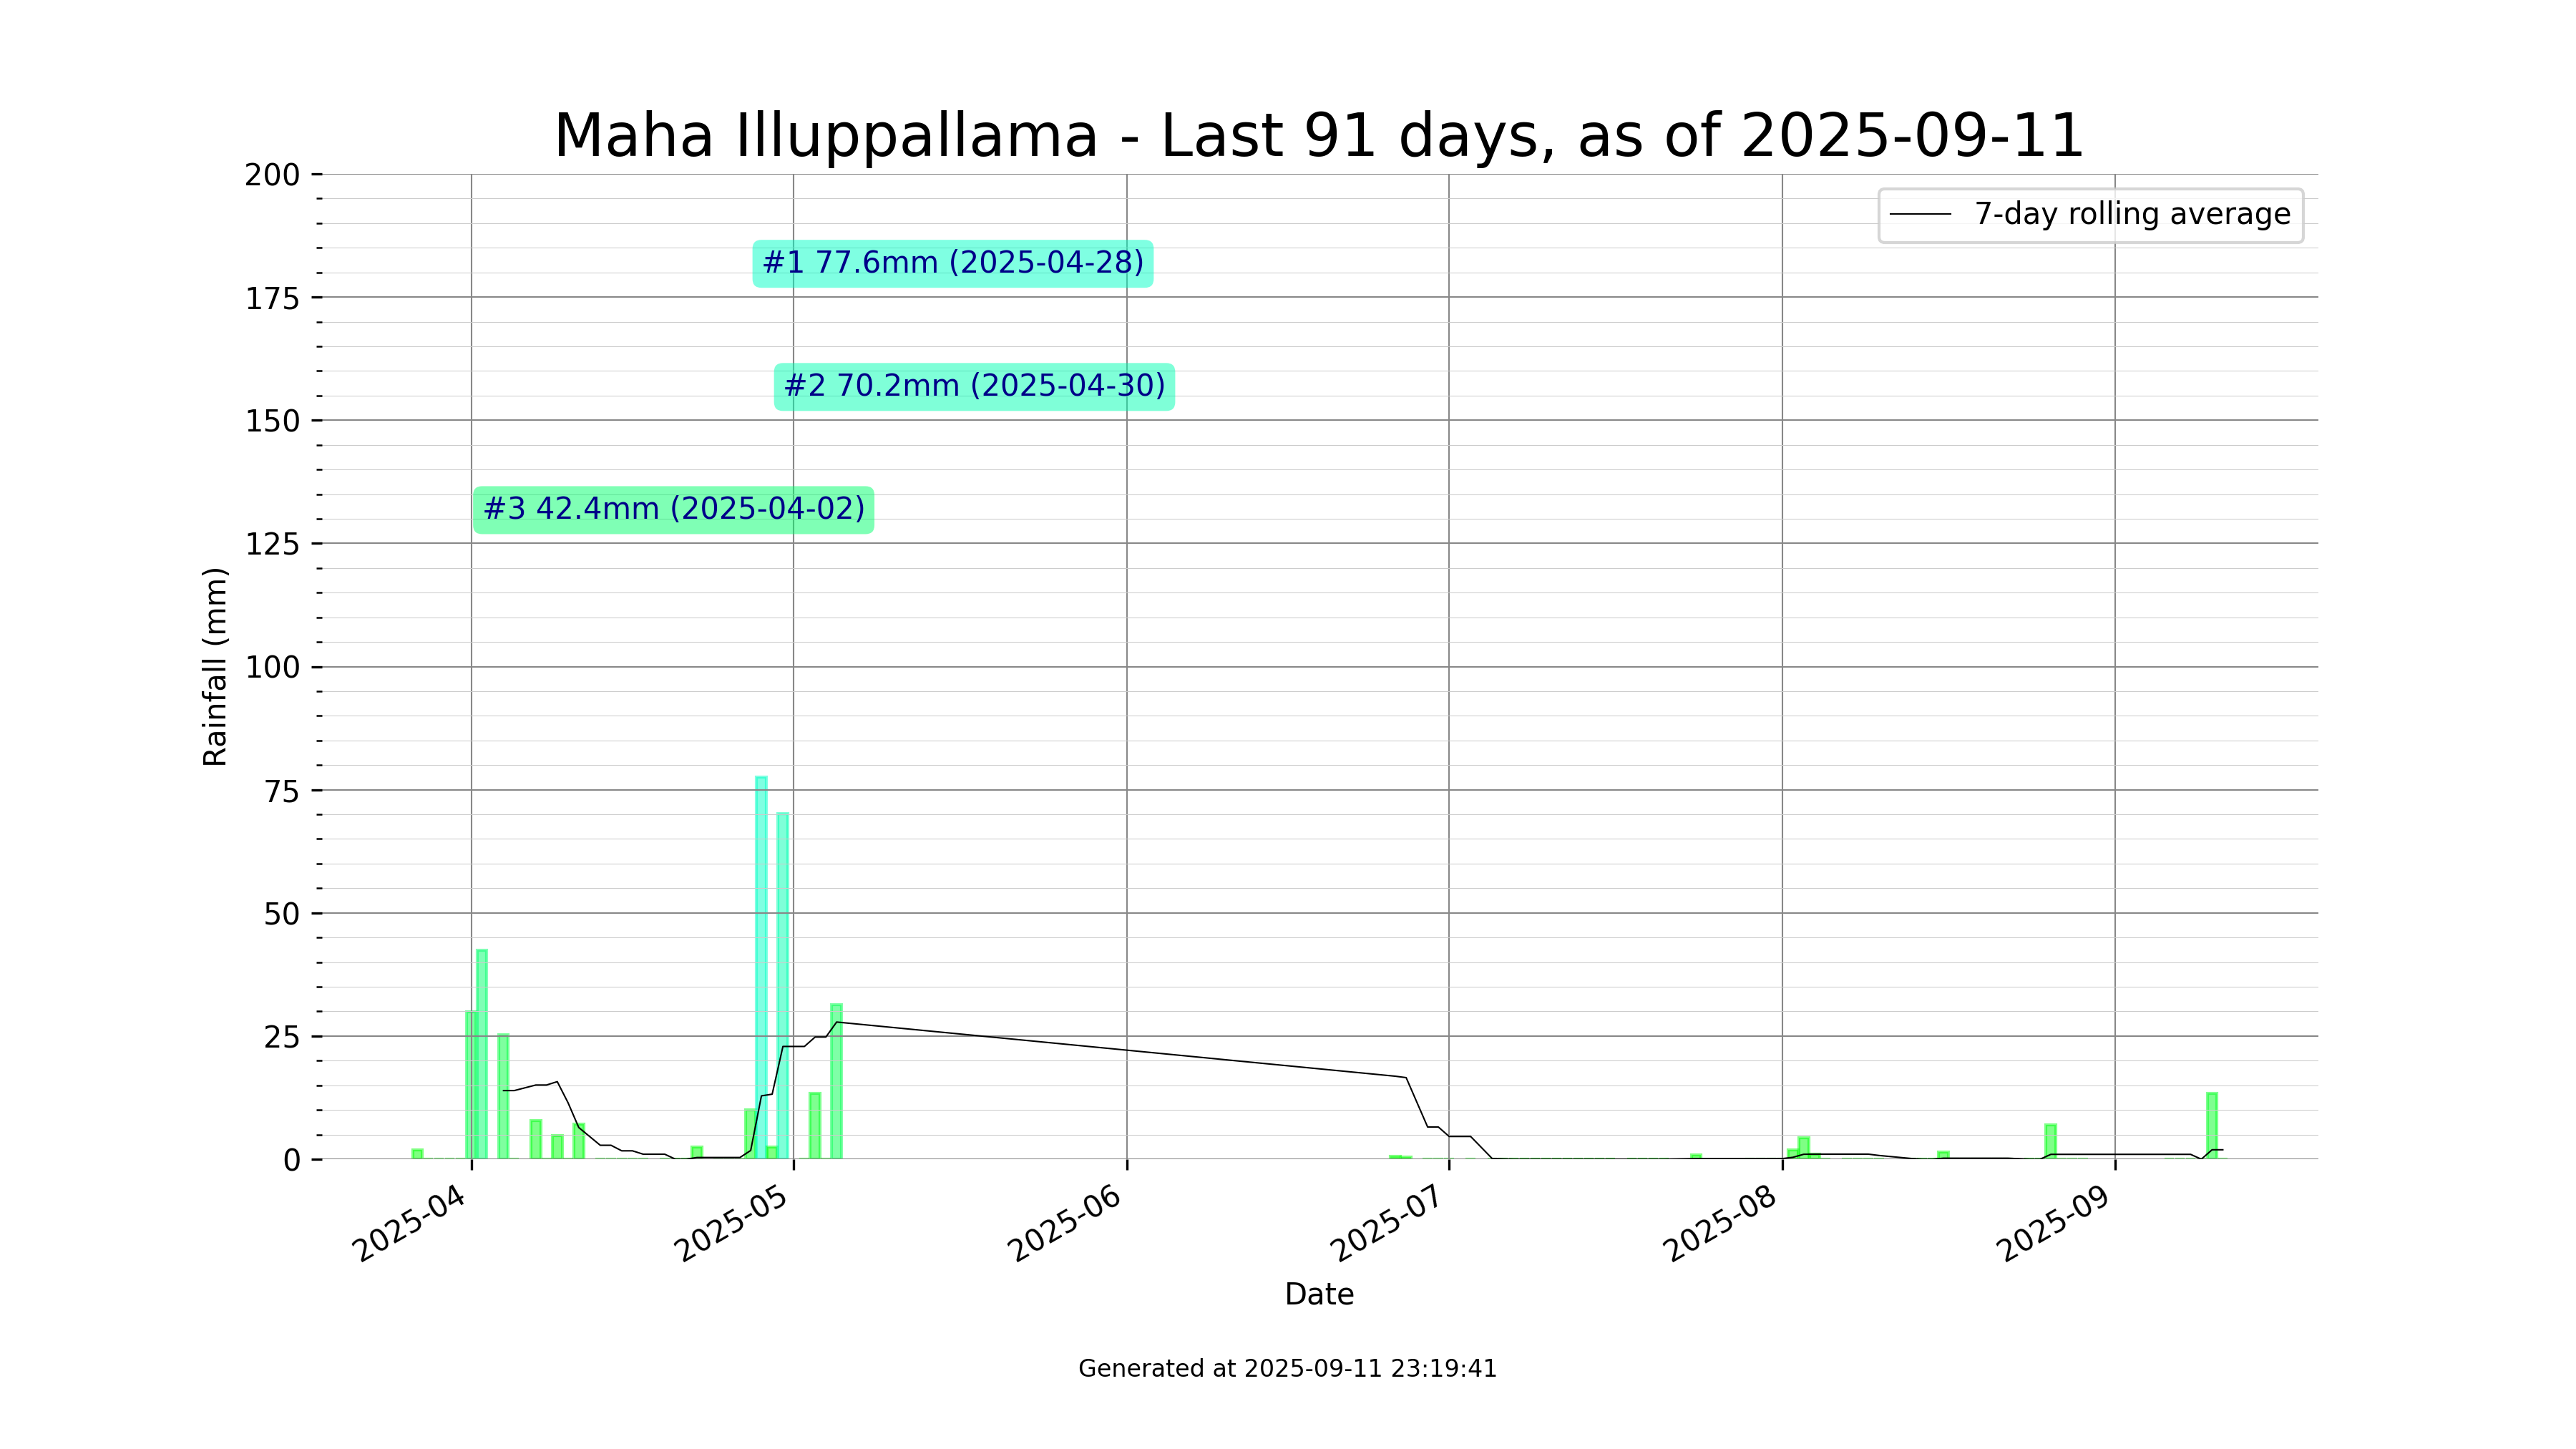 Maha Illuppallama - Last 91 days, as of 2025-09-11
200
175
150
125
100
75
50
25
0
Rainfall (mm)
7-day rolling average
#1 77.6mm (2025-04-28)
#2 70.2mm (2025-04-30)
#3 42.4mm (2025-04-02)
2025-04
2025-05
2025-06
2025-07
2025-08
2025-09
Date
Generated at 2025-09-11 23:19:41